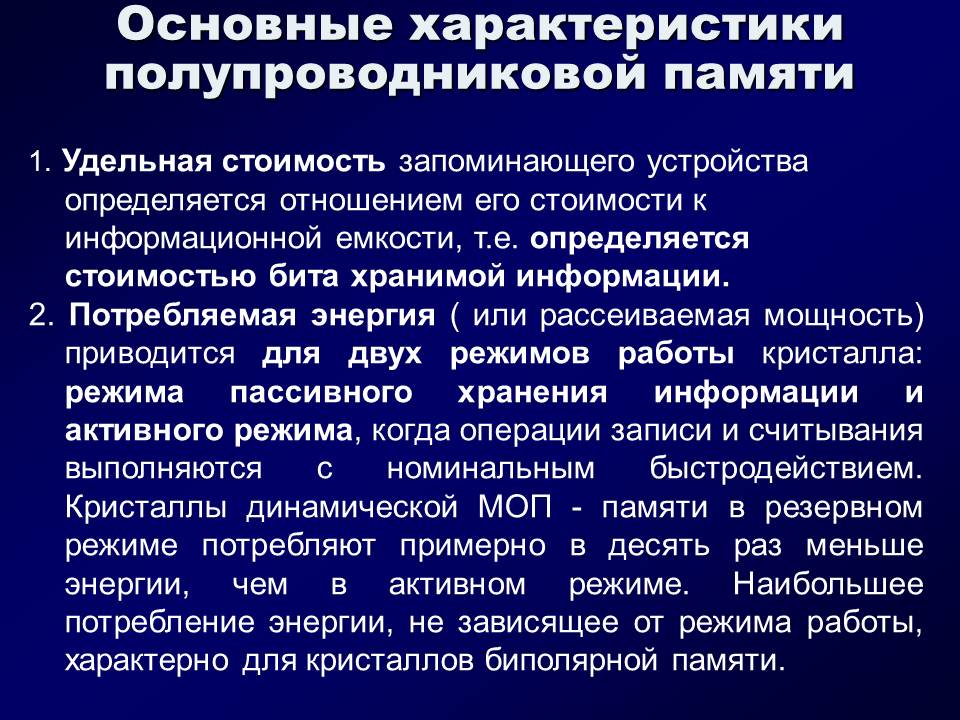 Основные характеристики
полупроводниковой памяти
1. Удельная стоимость запоминающего устройства
определяется отношением его стоимости к
информационной емкости, т.е. определяется
стоимостью бита хранимой информации.
2. Потребляемая энергия ( или рассеиваемая мощность)
приводится для двух режимов работы кристалла:
режима пассивного хранения информации и
активного режима, когда операции записи и считывания
выполняются с номинальным быстродействием.
Кристаллы динамической МОП - памяти в резервном
режиме потребляют примерно в десять раз меньше
энергии, чем в активном режиме. Наибольшее
потребление энергии, не зависящее от режима работы,
характерно для кристаллов биполярной памяти.